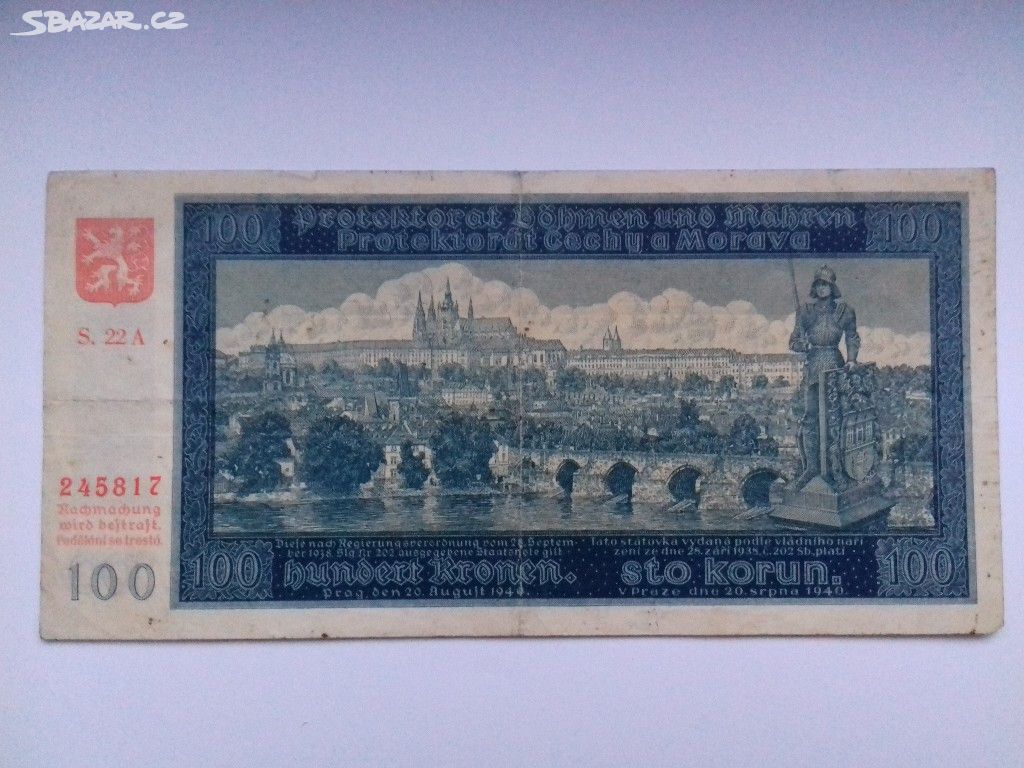 SBAZAR.CZ
100 Protektorat Böhmen und Mähren 100
Protektorát Čechy a Morava
S. 22 A
245817
Nachmachung
wird bestraft.
Padělání se trestá.
100
Diese nach Regierungsverordnung vom 28. Septem-
ber 1938, Slg. Nr. 202 ausgegebene Staatsnote gilt
Tato státovka vydaná podle vládního naří-
zení ze dne 28. září 1938, č. 202 Sb. platí
100 hundert Kronen. sto korun. 100
Prag den 20. August 1940. V Praze dne 20. srpna 1940.